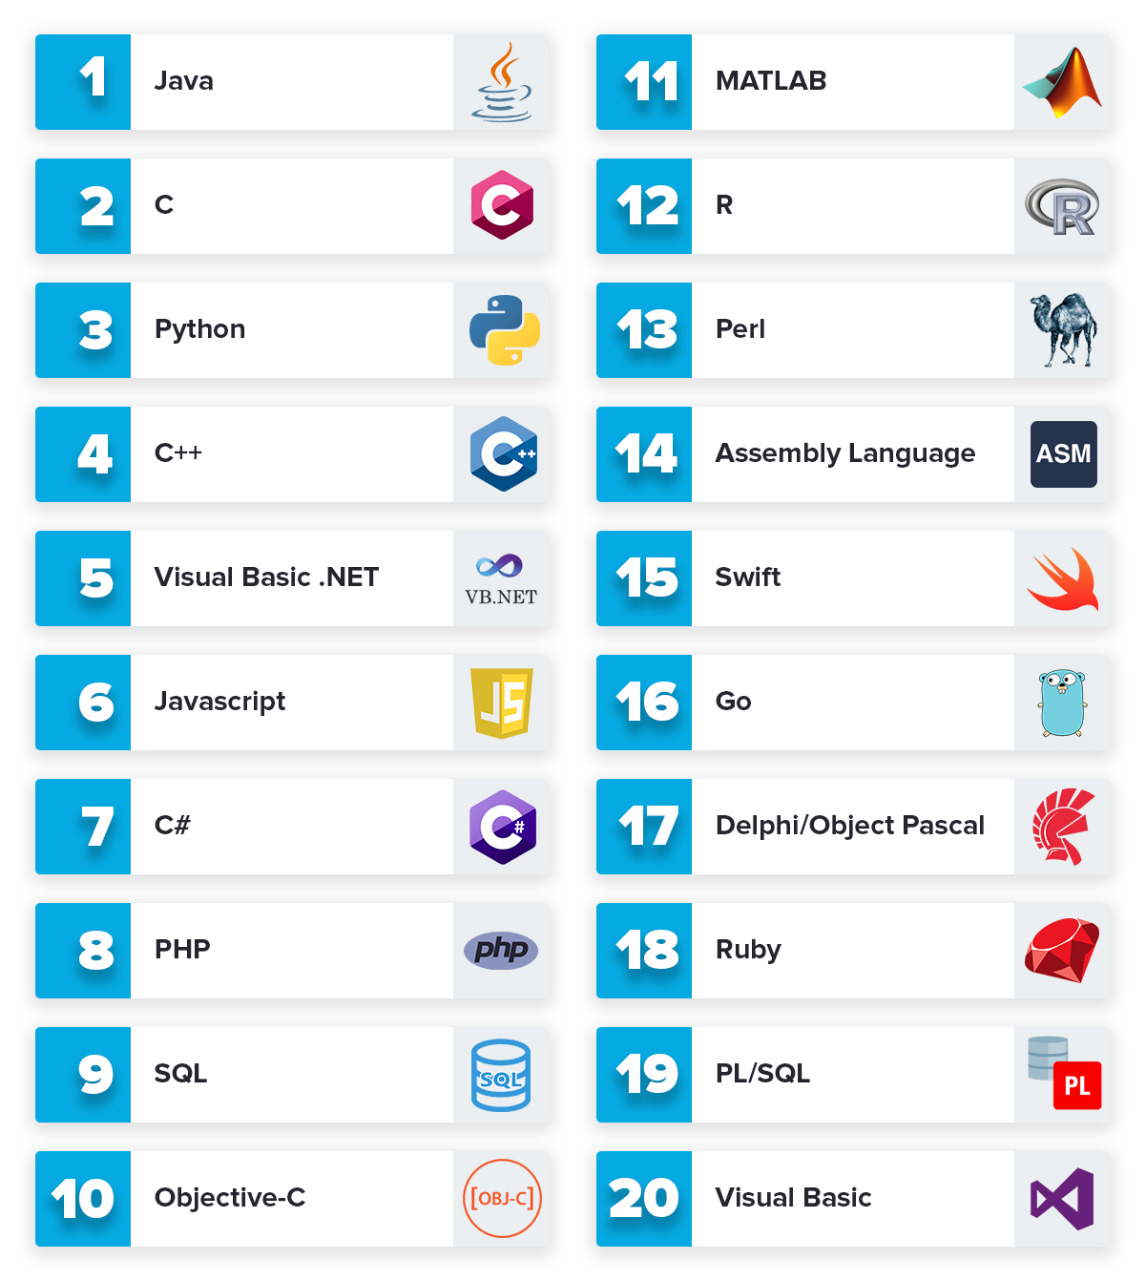 1 Java
2 C C
3 Python
4 C++ C++
5 Visual Basic .NET VB.NET
6 Javascript JS
7 C# C#
8 PHP php
9 SQL SQL
10 Objective-C [OBJ-C]
11 MATLAB
12 R R
13 Perl
14 Assembly Language ASM
15 Swift
16 Go
17 Delphi/Object Pascal
18 Ruby
19 PL/SQL PL
20 Visual Basic